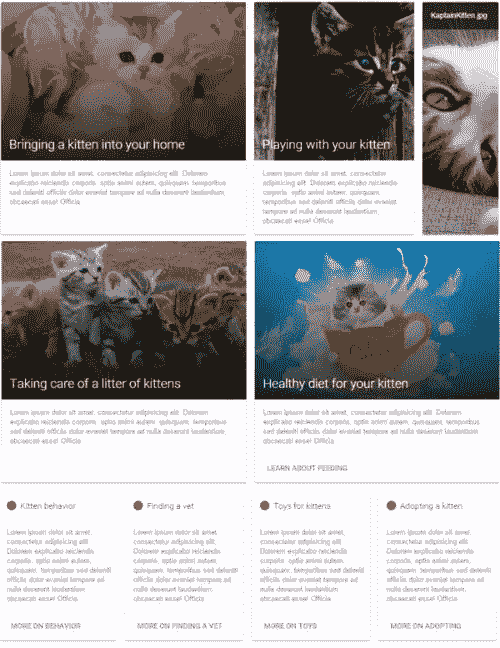 KaptainKitten.jpg
Bringing a kitten into your home
Lorem ipsum dolor sit amet, consectetur adipisicing elit. Dolorem
explicabo reiciendis corporis, optio animi autem, quisquam, temporibus
sed deleniti officiis dolor eveniet tempore ad nulla deserunt laudantium,
obcaecati esse! Officia
Playing with your kitten
Lorem ipsum dolor sit amet,
consectetur adipisicing elit. Dolorem
explicabo reiciendis corporis, optio
animi autem, quisquam, temporibus
sed deleniti officiis dolor eveniet
tempore ad nulla deserunt laudantium,
obcaecati esse! Officia
Taking care of a litter of kittens
Lorem ipsum dolor sit amet, consectetur adipisicing elit. Dolorem
explicabo reiciendis corporis, optio animi autem, quisquam, temporibus
sed deleniti officiis dolor eveniet tempore ad nulla deserunt laudantium,
obcaecati esse! Officia
Healthy diet for your kitten
Lorem ipsum dolor sit amet, consectetur adipisicing elit. Dolorem
explicabo reiciendis corporis, optio animi autem, quisquam, temporibus
sed deleniti officiis dolor eveniet tempore ad nulla deserunt laudantium,
obcaecati esse! Officia
LEARN ABOUT FEEDING
Kitten behavior
Lorem ipsum dolor sit amet,
consectetur adipisicing elit.
Dolorem explicabo reiciendis
corporis, optio animi autem,
quisquam, temporibus sed deleniti
officiis dolor eveniet tempore ad
nulla deserunt laudantium,
obcaecati esse! Officia
MORE ON BEHAVIOR
Finding a vet
Lorem ipsum dolor sit amet,
consectetur adipisicing elit.
Dolorem explicabo reiciendis
corporis, optio animi autem,
quisquam, temporibus sed deleniti
officiis dolor eveniet tempore ad
nulla deserunt laudantium,
obcaecati esse! Officia
MORE ON FINDING A VET
Toys for kittens
Lorem ipsum dolor sit amet,
consectetur adipisicing elit.
Dolorem explicabo reiciendis
corporis, optio animi autem,
quisquam, temporibus sed deleniti
officiis dolor eveniet tempore ad
nulla deserunt laudantium,
obcaecati esse! Officia
MORE ON TOYS
Adopting a kitten
Lorem ipsum dolor sit amet,
consectetur adipisicing elit.
Dolorem explicabo reiciendis
corporis, optio animi autem,
quisquam, temporibus sed deleniti
officiis dolor eveniet tempore ad
nulla deserunt laudantium,
obcaecati esse! Officia
MORE ON ADOPTING